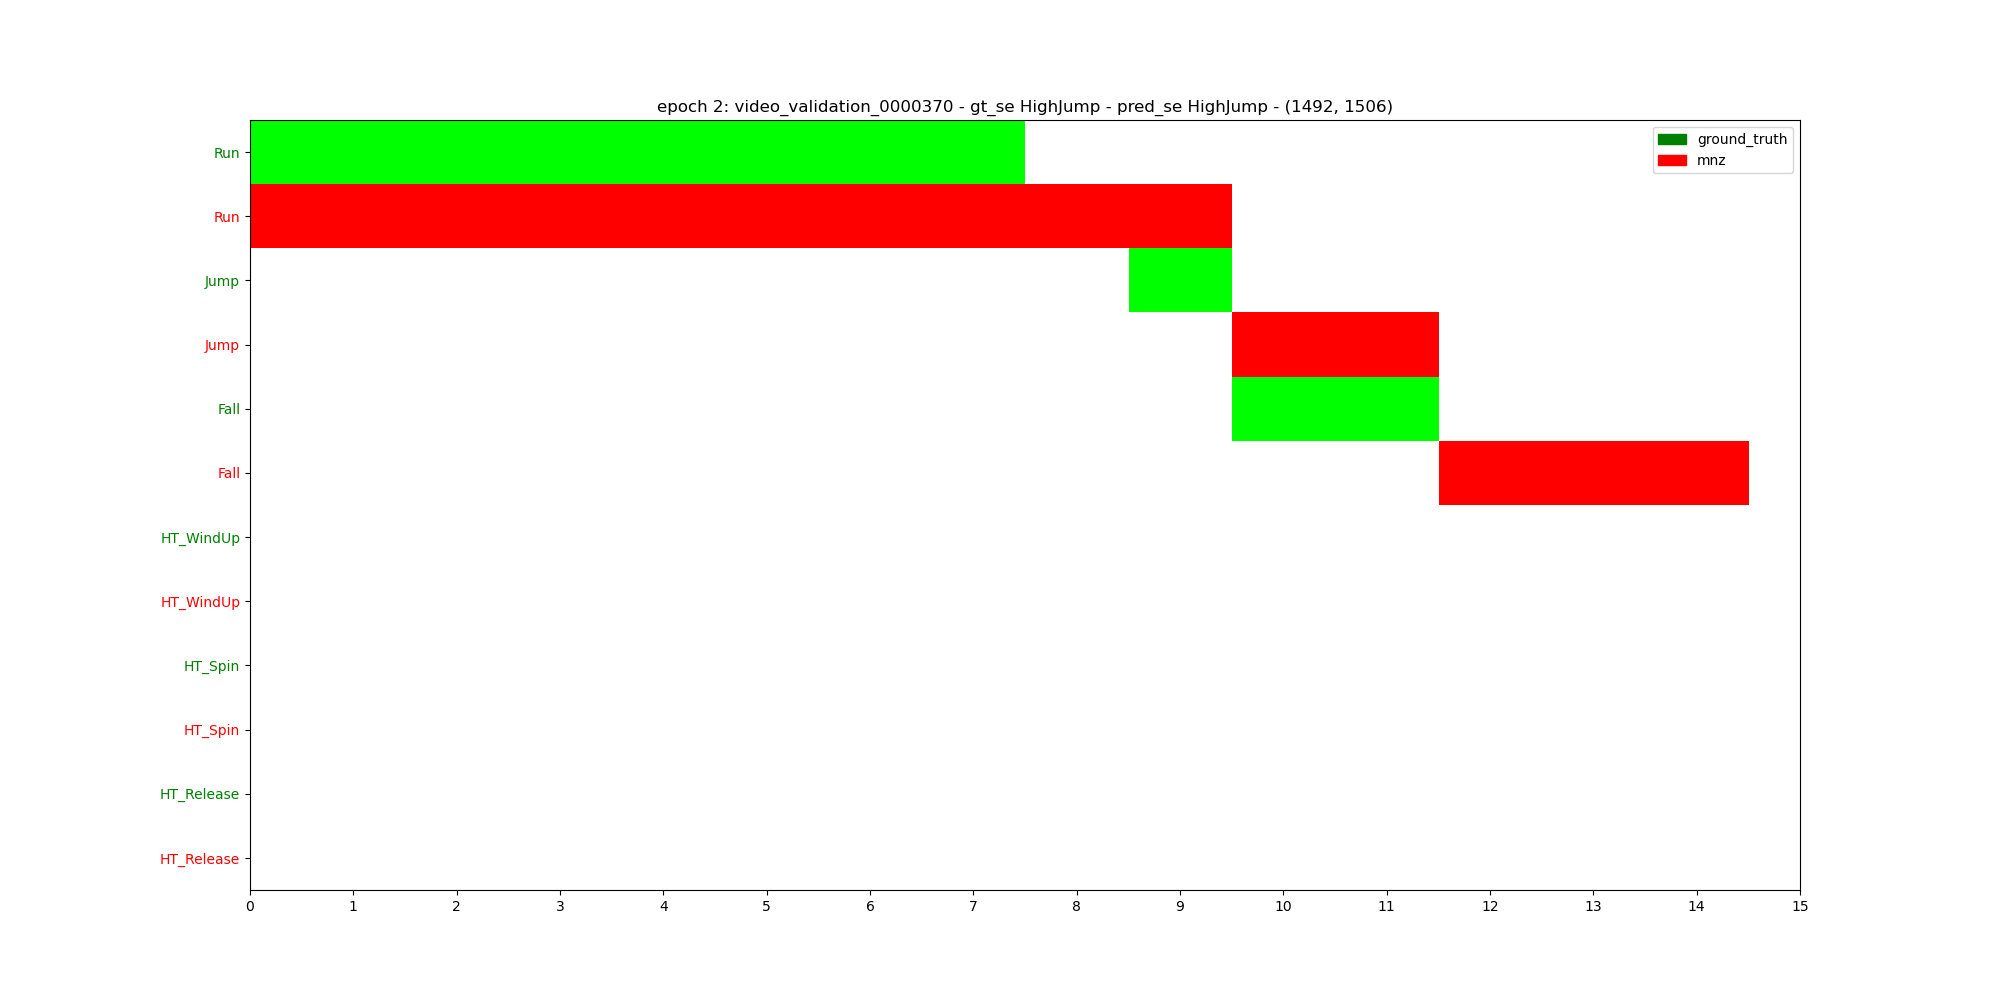 epoch 2: video_validation_0000370 - gt_se HighJump - pred_se HighJump - (1492, 1506)
ground_truth
mnz
Run
Run
Jump
Jump
Fall
Fall
HT_WindUp
HT_WindUp
HT_Spin
HT_Spin
HT_Release
HT_Release
0 1 2 3 4 5 6 7 8 9 10 11 12 13 14 15